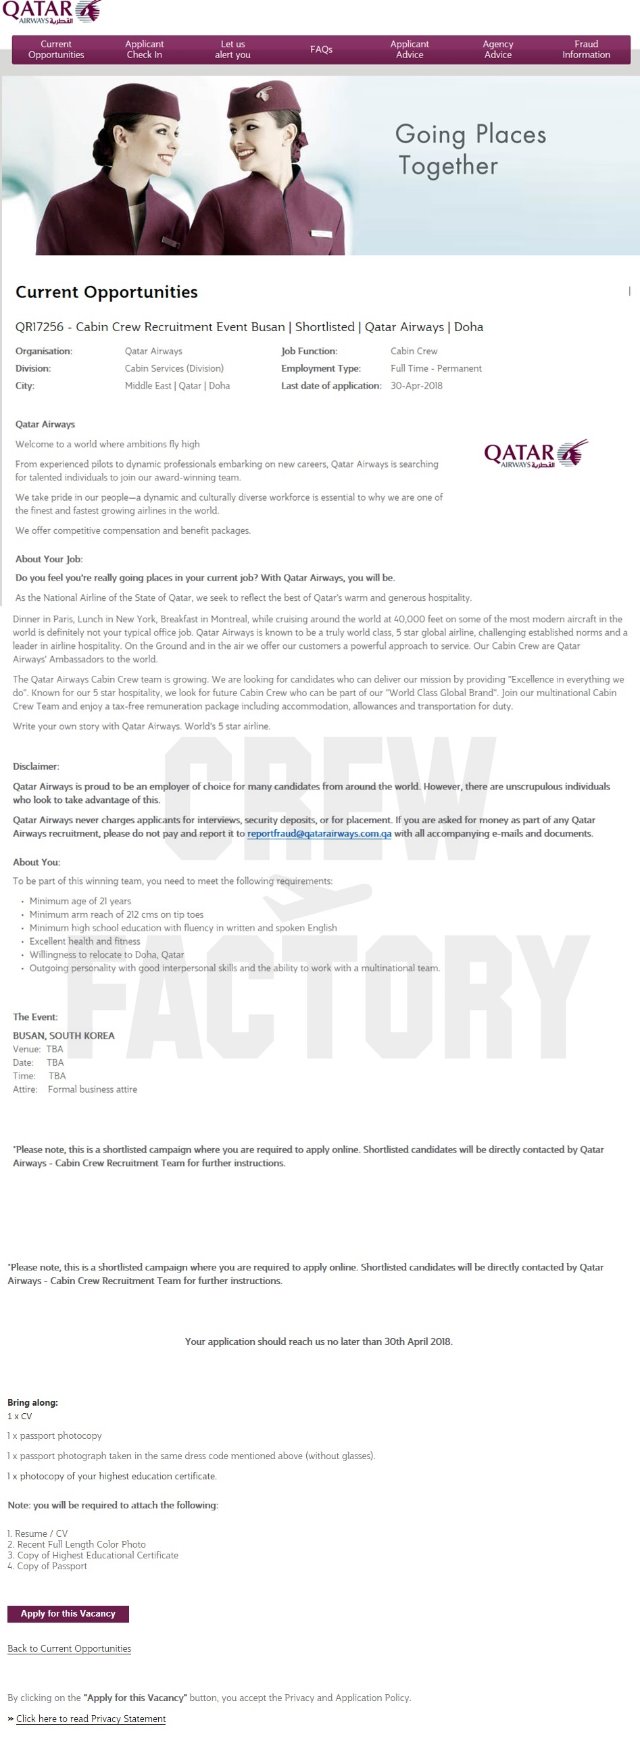 QATAR
AIRWAYS القطرية
Current Opportunities
Applicant Check In
Let us alert you
FAQs
Applicant Advice
Agency Advice
Fraud Information
Going Places
Together
Current Opportunities
QR17256 - Cabin Crew Recruitment Event Busan | Shortlisted | Qatar Airways | Doha
Organisation: Qatar Airways Job Function: Cabin Crew
Division: Cabin Services (Division) Employment Type: Full Time - Permanent
City: Middle East | Qatar | Doha Last date of application: 30-Apr-2018
Qatar Airways
Welcome to a world where ambitions fly high
QATAR
AIRWAYS القطرية
From experienced pilots to dynamic professionals embarking on new careers, Qatar Airways is searching
for talented individuals to join our award-winning team.
We take pride in our people—a dynamic and culturally diverse workforce is essential to why we are one of
the finest and fastest growing airlines in the world.
We offer competitive compensation and benefit packages.
About Your Job:
Do you feel you're really going places in your current job? With Qatar Airways, you will be.
As the National Airline of the State of Qatar, we seek to reflect the best of Qatar's warm and generous hospitality.
Dinner in Paris, Lunch in New York, Breakfast in Montreal, while cruising around the world at 40,000 feet on some of the most modern aircraft in the
world is definitely not your typical office job. Qatar Airways is known to be a truly world class, 5 star global airline, challenging established norms and a
leader in airline hospitality. On the Ground and in the air we offer our customers a powerful approach to service. Our Cabin Crew are Qatar
Airways' Ambassadors to the world.
The Qatar Airways Cabin Crew team is growing. We are looking for candidates who can deliver our mission by providing "Excellence in everything we
do". Known for our 5 star hospitality, we look for future Cabin Crew who can be part of our "World Class Global Brand". Join our multinational Cabin
Crew Team and enjoy a tax-free remuneration package including accommodation, allowances and transportation for duty.
Write your own story with Qatar Airways. World's 5 star airline.
CREW
FACTORY
Disclaimer:
Qatar Airways is proud to be an employer of choice for many candidates from around the world. However, there are unscrupulous individuals
who look to take advantage of this.
Qatar Airways never charges applicants for interviews, security deposits, or for placement. If you are asked for money as part of any Qatar
Airways recruitment, please do not pay and report it to reportfraud@qatarairways.com.qa with all accompanying e-mails and documents.
About You:
To be part of this winning team, you need to meet the following requirements:
• Minimum age of 21 years
• Minimum arm reach of 212 cms on tip toes
• Minimum high school education with fluency in written and spoken English
• Excellent health and fitness
• Willingness to relocate to Doha, Qatar
• Outgoing personality with good interpersonal skills and the ability to work with a multinational team.
The Event:
BUSAN, SOUTH KOREA
Venue: TBA
Date: TBA
Time: TBA
Attire: Formal business attire
*Please note, this is a shortlisted campaign where you are required to apply online. Shortlisted candidates will be directly contacted by Qatar
Airways - Cabin Crew Recruitment Team for further instructions.
*Please note, this is a shortlisted campaign where you are required to apply online. Shortlisted candidates will be directly contacted by Qatar
Airways - Cabin Crew Recruitment Team for further instructions.
Your application should reach us no later than 30th April 2018.
Bring along:
1 x CV
1 x passport photocopy
1 x passport photograph taken in the same dress code mentioned above (without glasses).
1 x photocopy of your highest education certificate.
Note: you will be required to attach the following:
1. Resume / CV
2. Recent Full Length Color Photo
3. Copy of Highest Educational Certificate
4. Copy of Passport
Apply for this Vacancy
Back to Current Opportunities
By clicking on the "Apply for this Vacancy" button, you accept the Privacy and Application Policy.
» Click here to read Privacy Statement